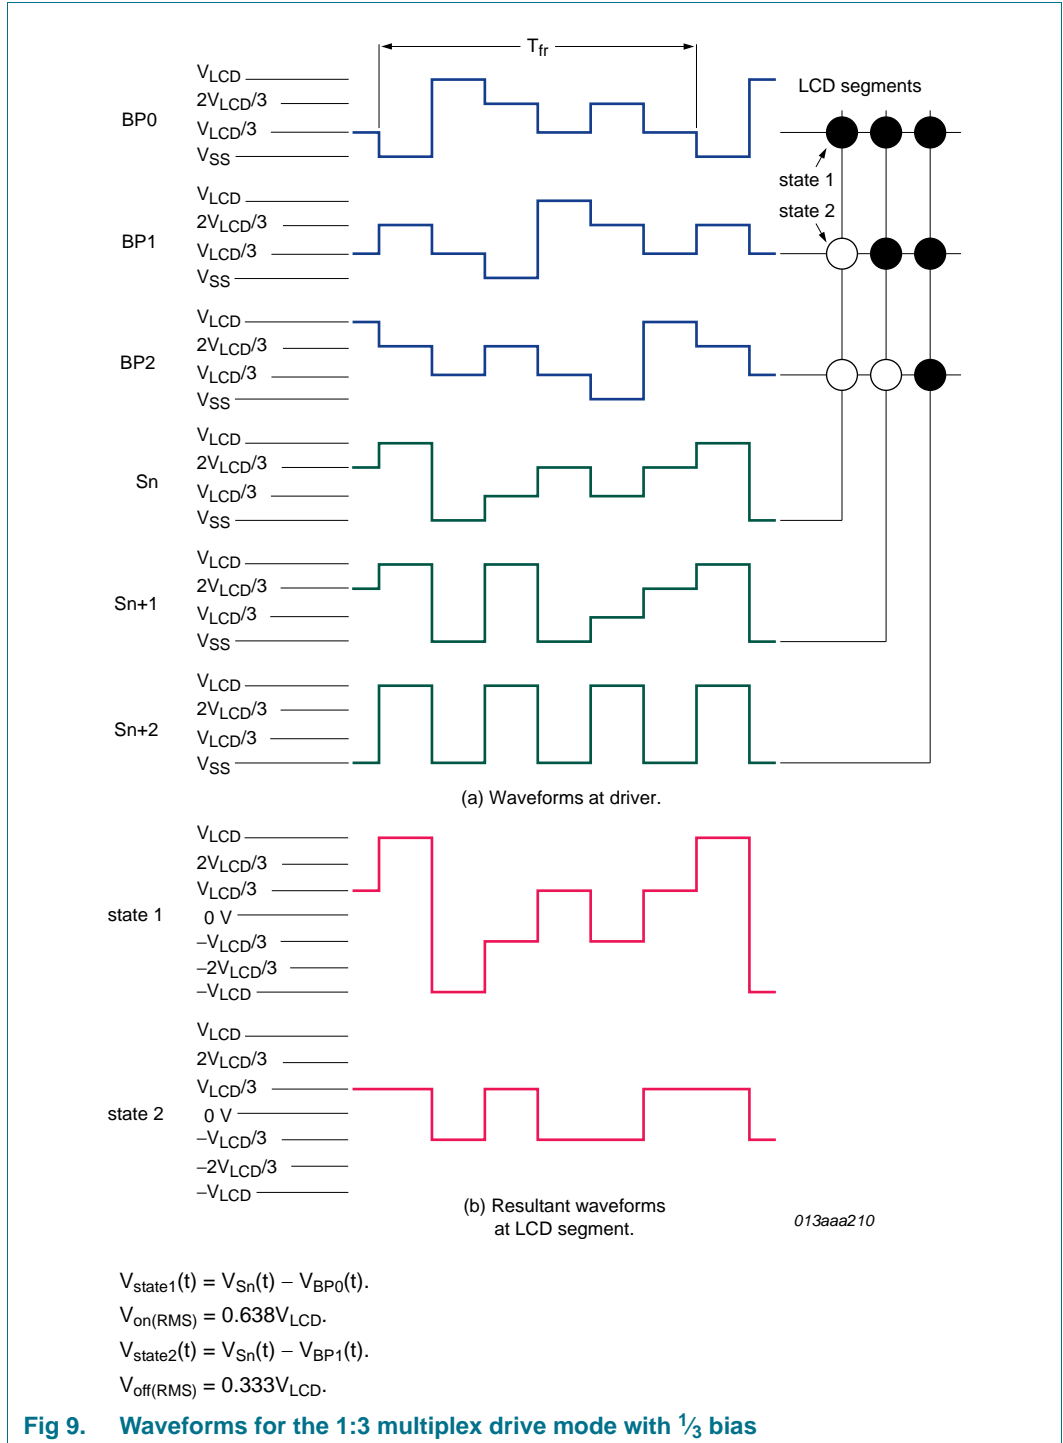 Tfr
VLCD
2VLCD/3
BP0
VLCD/3
VSS
LCD segments
state 1
state 2
VLCD
2VLCD/3
BP1
VLCD/3
VSS
VLCD
2VLCD/3
BP2
VLCD/3
VSS
VLCD
2VLCD/3
Sn
VLCD/3
VSS
VLCD
2VLCD/3
Sn+1
VLCD/3
VSS
VLCD
2VLCD/3
Sn+2
VLCD/3
VSS
(a) Waveforms at driver.
VLCD
2VLCD/3
VLCD/3
state 1
0 V
−VLCD/3
−2VLCD/3
−VLCD
VLCD
2VLCD/3
VLCD/3
state 2
0 V
−VLCD/3
−2VLCD/3
−VLCD
(b) Resultant waveforms
at LCD segment.
013aaa210
Vstate1(t) = VSn(t) − VBP0(t).
Von(RMS) = 0.638VLCD.
Vstate2(t) = VSn(t) − VBP1(t).
Voff(RMS) = 0.333VLCD.
Fig 9. Waveforms for the 1:3 multiplex drive mode with 1⁄3 bias